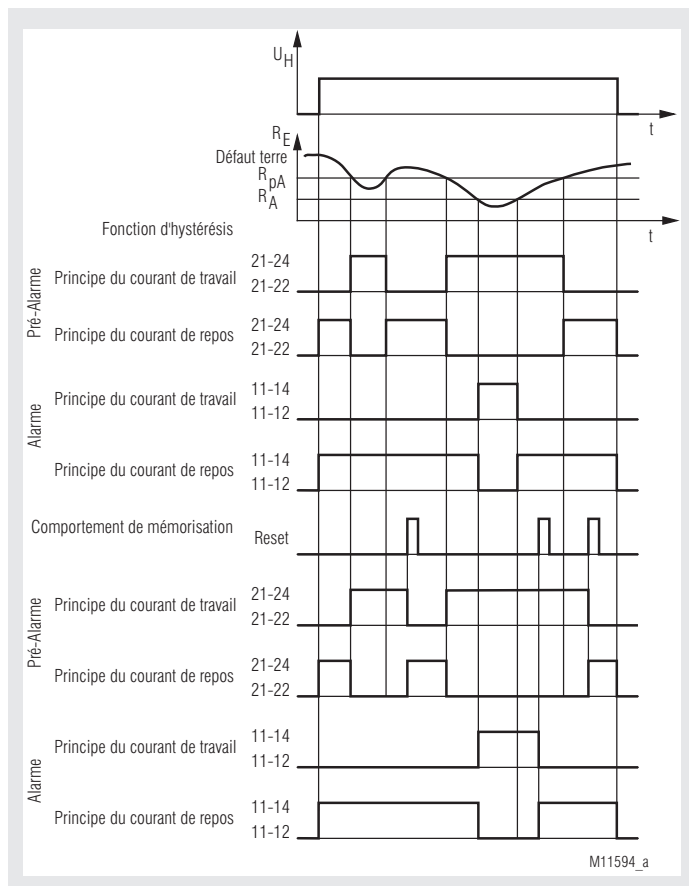 UH
t
RE
Défaut terre
RpA
RA
t
Fonction d'hystérésis
Pré-Alarme
Principe du courant de travail
21-24
21-22
Principe du courant de repos
21-24
21-22
Alarme
Principe du courant de travail
11-14
11-12
Principe du courant de repos
11-14
11-12
Comportement de mémorisation
Reset
Pré-Alarme
Principe du courant de travail
21-24
21-22
Principe du courant de repos
21-24
21-22
Alarme
Principe du courant de travail
11-14
11-12
Principe du courant de repos
11-14
11-12
M11594_a